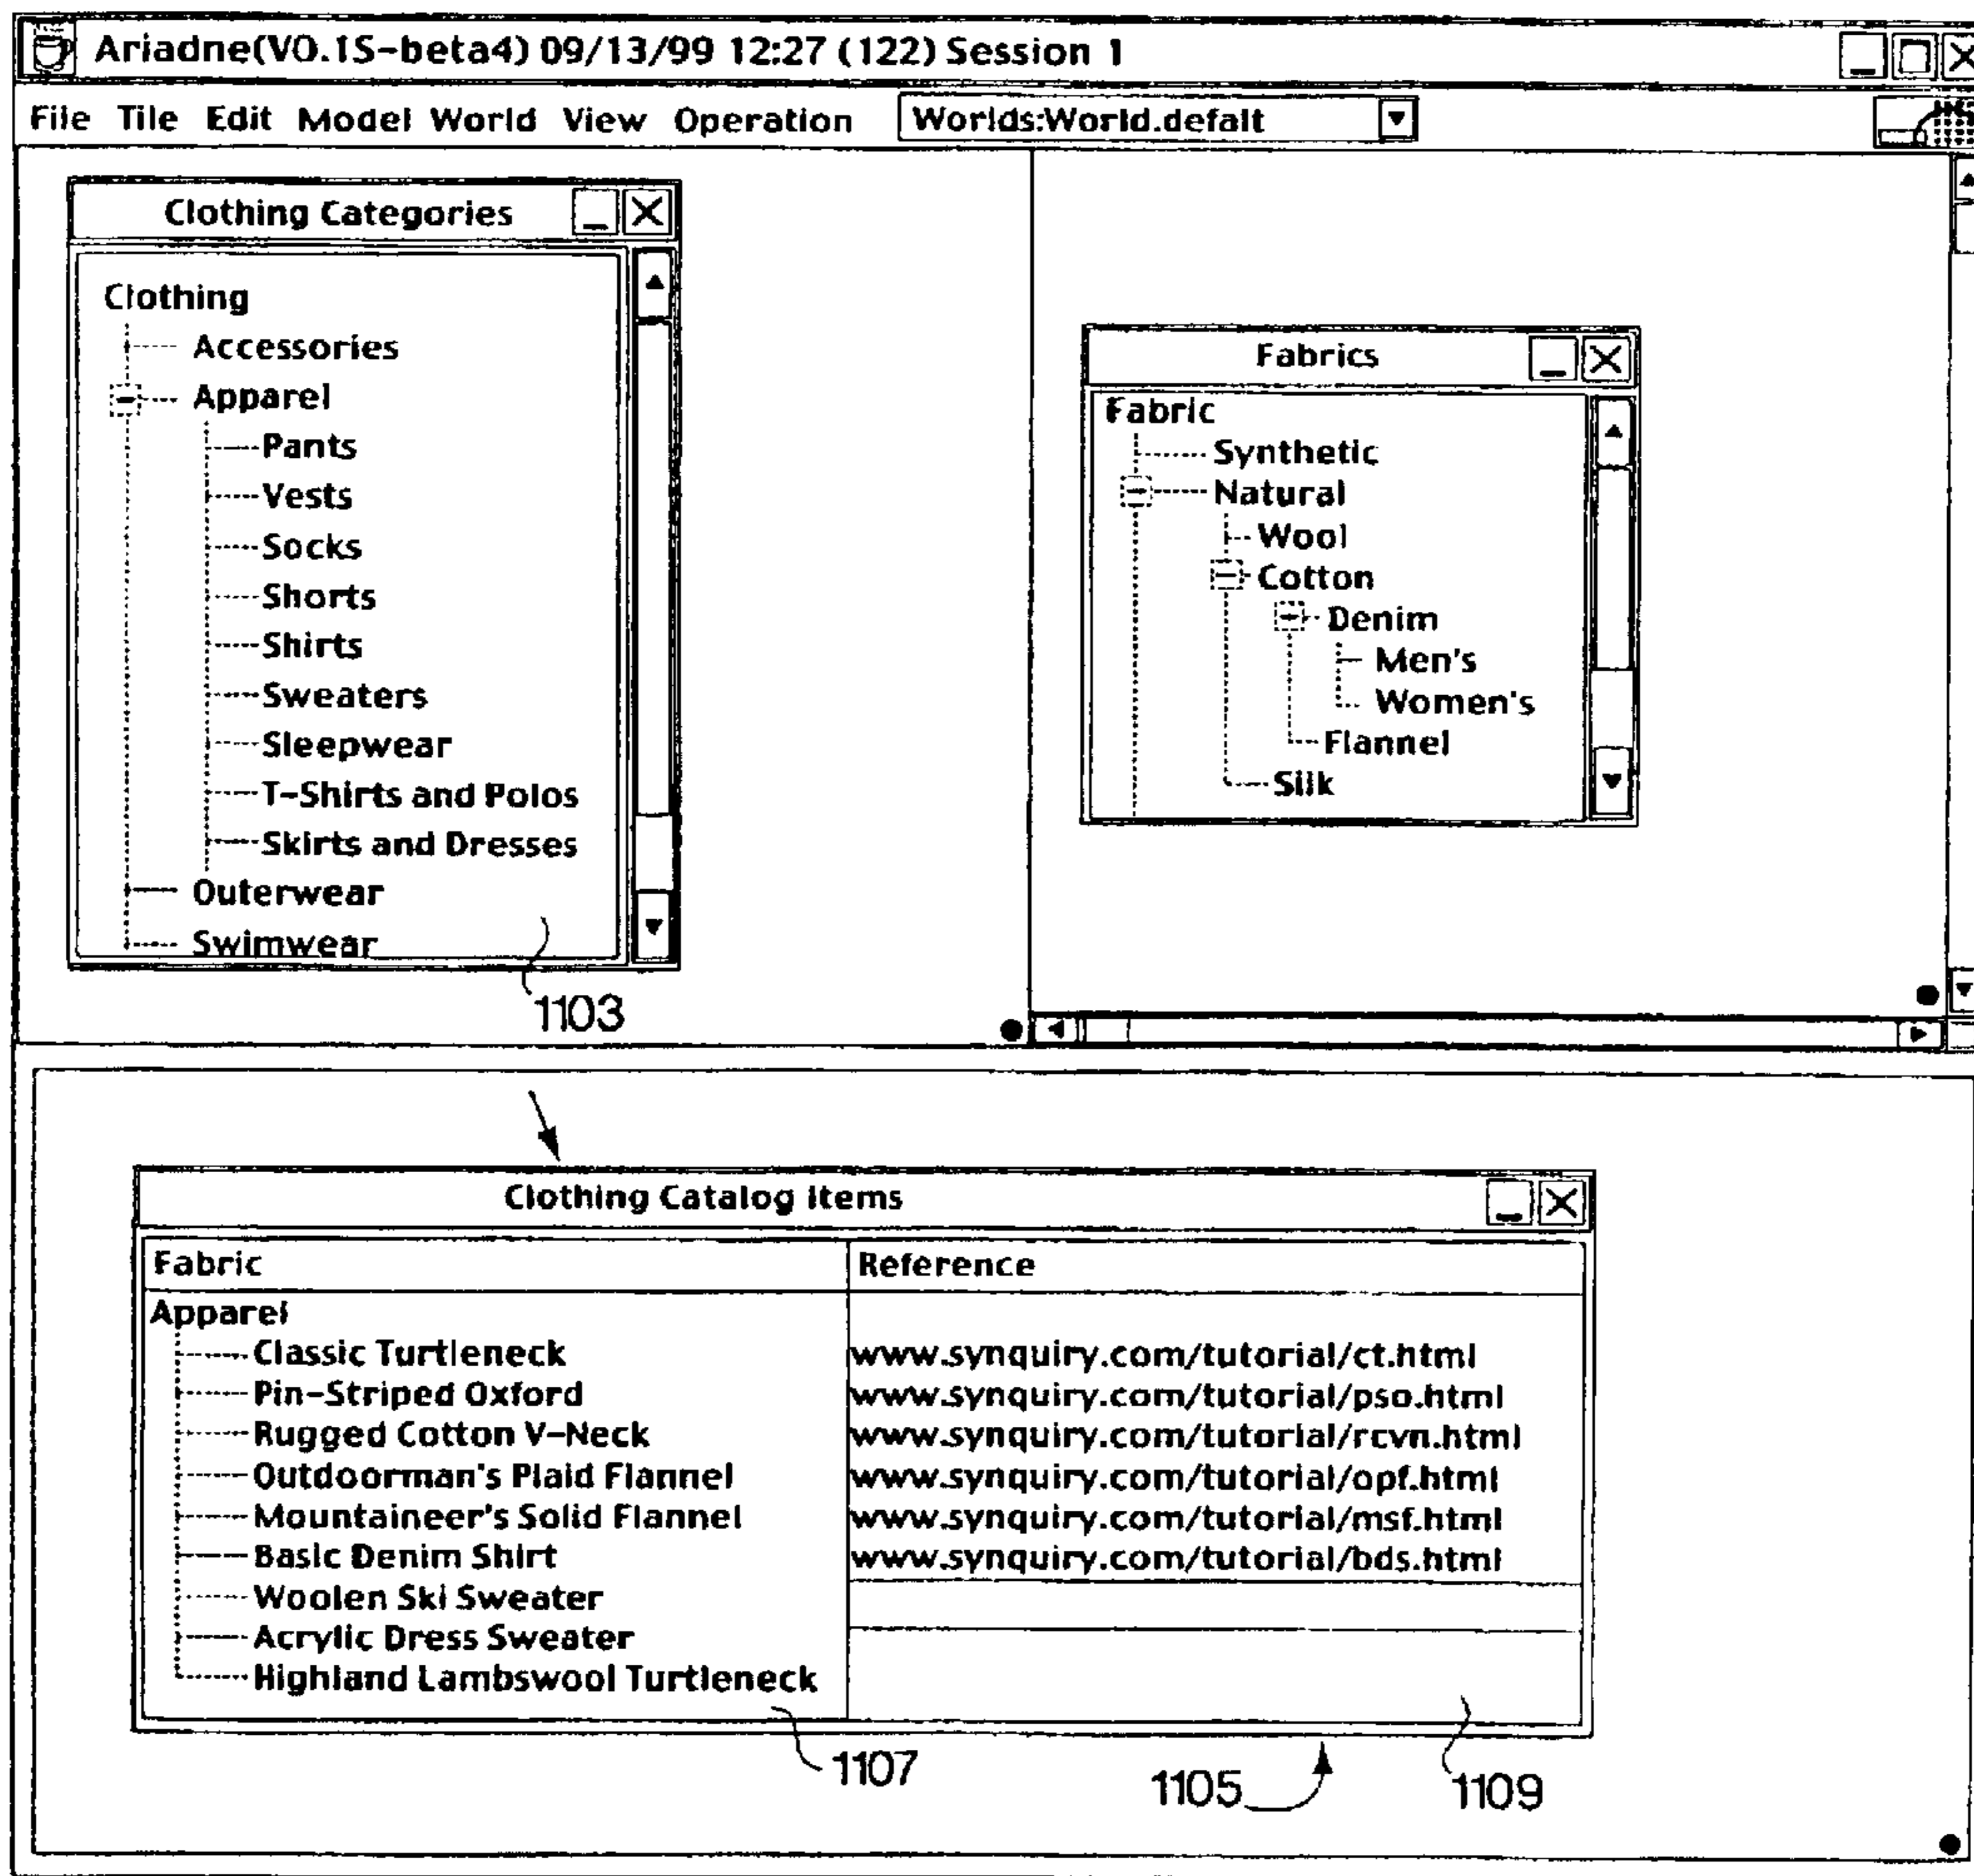 Ariadne(V0.1S-beta4) 09/13/99 12:27 (122) Session 1
File Tile Edit Model World View Operation Worlds:World.defalt
Clothing Categories
Clothing
Accessories
Apparel
Pants
Vests
Socks
Shorts
Shirts
Sweaters
Sleepwear
T-Shirts and Polos
Skirts and Dresses
Outerwear
Swimwear
1103
Fabrics
Fabric
Synthetic
Natural
Wool
Cotton
Denim
Men's
Women's
Flannel
Silk
Clothing Catalog Items
Fabric Reference
Apparel
Classic Turtleneck www.synquiry.com/tutorial/ct.html
Pin-Striped Oxford www.synquiry.com/tutorial/pso.html
Rugged Cotton V-Neck www.synquiry.com/tutorial/rcvn.html
Outdoorman's Plaid Flannel www.synquiry.com/tutorial/opf.html
Mountaineer's Solid Flannel www.synquiry.com/tutorial/msf.html
Basic Denim Shirt www.synquiry.com/tutorial/bds.html
Woolen Ski Sweater
Acrylic Dress Sweater
Highland Lambswool Turtleneck
1107 1105 1109